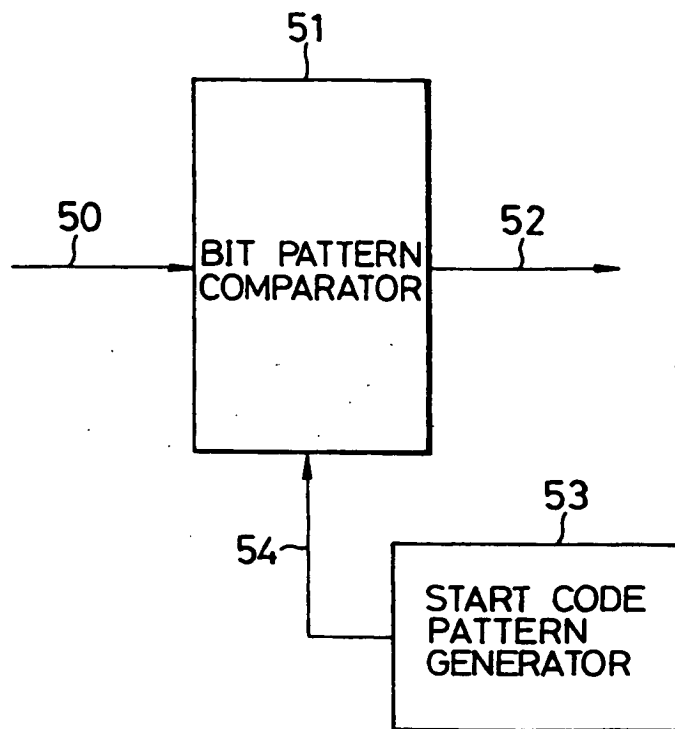 51
50
BIT PATTERN
COMPARATOR
52
53
54
START CODE
PATTERN
GENERATOR